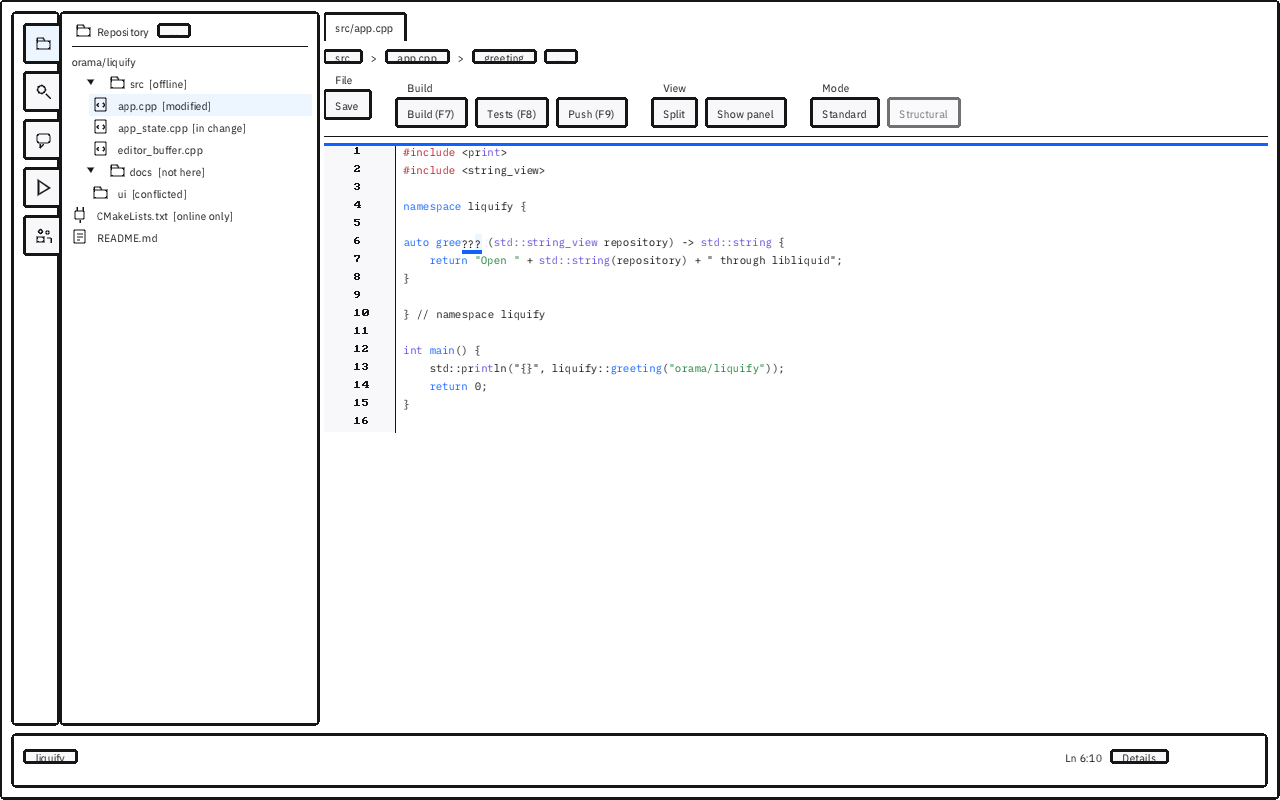 Repository
orama/liquify
src [offline]
app.cpp [modified]
app_state.cpp [in change]
editor_buffer.cpp
docs [not here]
ui [conflicted]
CMakeLists.txt [online only]
README.md
src/app.cpp
src > app.cpp > greeting
File
Save
Build
Build (F7) Tests (F8) Push (F9)
View
Split Show panel
Mode
Standard Structural
1 #include <print>
2 #include <string_view>
3
4 namespace liquify {
5
6 auto gree??? (std::string_view repository) -> std::string {
7 return "Open " + std::string(repository) + " through libliquid";
8 }
9
10 } // namespace liquify
11
12 int main() {
13 std::println("{}", liquify::greeting("orama/liquify"));
14 return 0;
15 }
16
liquify
Ln 6:10 Details